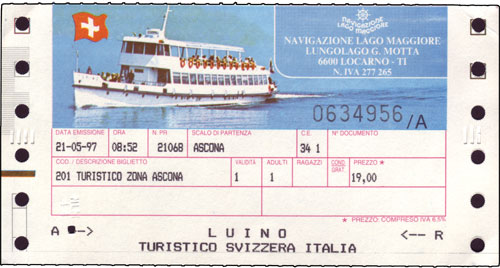 NAVIGAZIONE
LAGO MAGGIORE
NAVIGAZIONE LAGO MAGGIORE
LUNGOLAGO G. MOTTA
6600 LOCARNO - TI
N. IVA 277 265
0634956/A
DATA EMISSIONE ORA N. PR SCALO DI PARTENZA C.E. N° DOCUMENTO
21-05-97 08:52 21068 ASCONA 34 1
COD. / DESCRIZIONE BIGLIETTO VALIDITÀ ADULTI RAGAZZI COND. GRAT. PREZZO *
201 TURISTICO ZONA ASCONA 1 1 19,00
* PREZZO: COMPRESO IVA 6.5%
A --> LUINO <-- R
TURISTICO SVIZZERA ITALIA